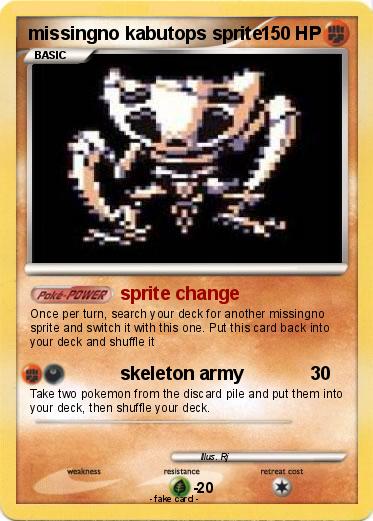 missingno kabutops sprite150 HP
BASIC
Poké-POWER sprite change
Once per turn, search your deck for another missingno
sprite and switch it with this one. Put this card back into
your deck and shuffle it
skeleton army 30
Take two pokemon from the discard pile and put them into
your deck, then shuffle your deck.
Illus. Rj
weakness resistance retreat cost
-20
- fake card -